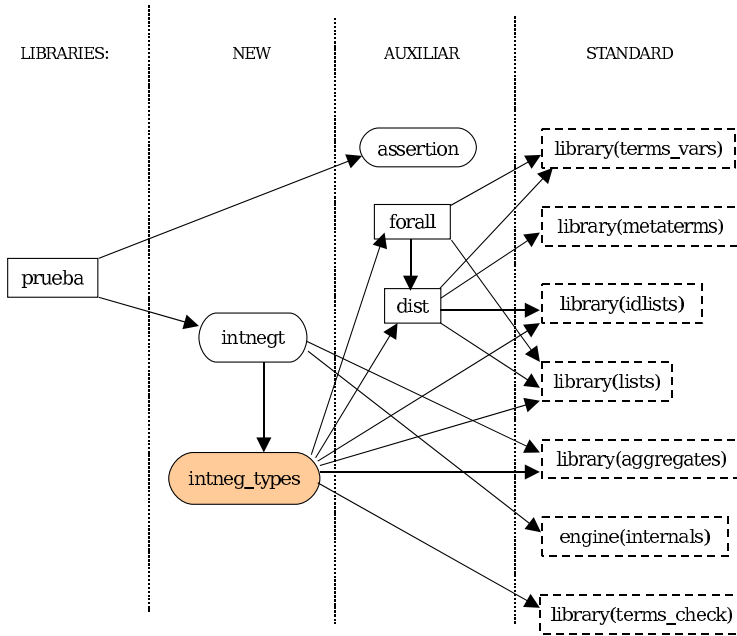 LIBRARIES: NEW AUXILIAR STANDARD
assertion
library(terms_vars)
forall
library(metaterms)
prueba
dist
library(idlists)
intnegt
library(lists)
intneg_types
library(aggregates)
engine(internals)
library(terms_check)